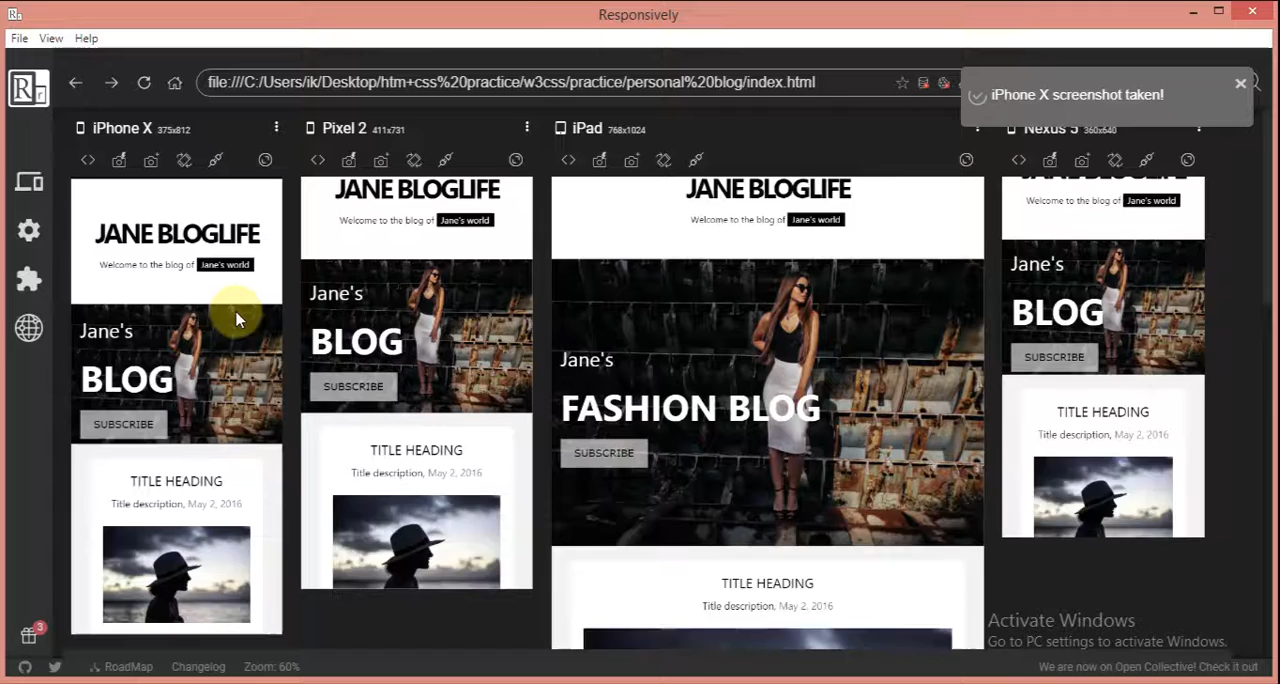 Responsively
File View Help
file:///C:/Users/ik/Desktop/htm+css%20practice/w3css/practice/personal%20blog/index.html
iPhone X screenshot taken!
iPhone X 375x812
Pixel 2 411x731
iPad 768x1024
Nexus 5 360x640
JANE BLOGLIFE
Welcome to the blog of Jane's world
Jane's
BLOG
SUBSCRIBE
TITLE HEADING
Title description, May 2, 2016
JANE BLOGLIFE
Welcome to the blog of Jane's world
Jane's
BLOG
SUBSCRIBE
TITLE HEADING
Title description, May 2, 2016
JANE BLOGLIFE
Welcome to the blog of Jane's world
Jane's
FASHION BLOG
SUBSCRIBE
TITLE HEADING
Title description, May 2, 2016
Welcome to the blog of Jane's world
Jane's
BLOG
SUBSCRIBE
TITLE HEADING
Title description, May 2, 2016
Activate Windows
Go to PC settings to activate Windows.
3
RoadMap Changelog Zoom: 60%
We are now on Open Collective! Check it out